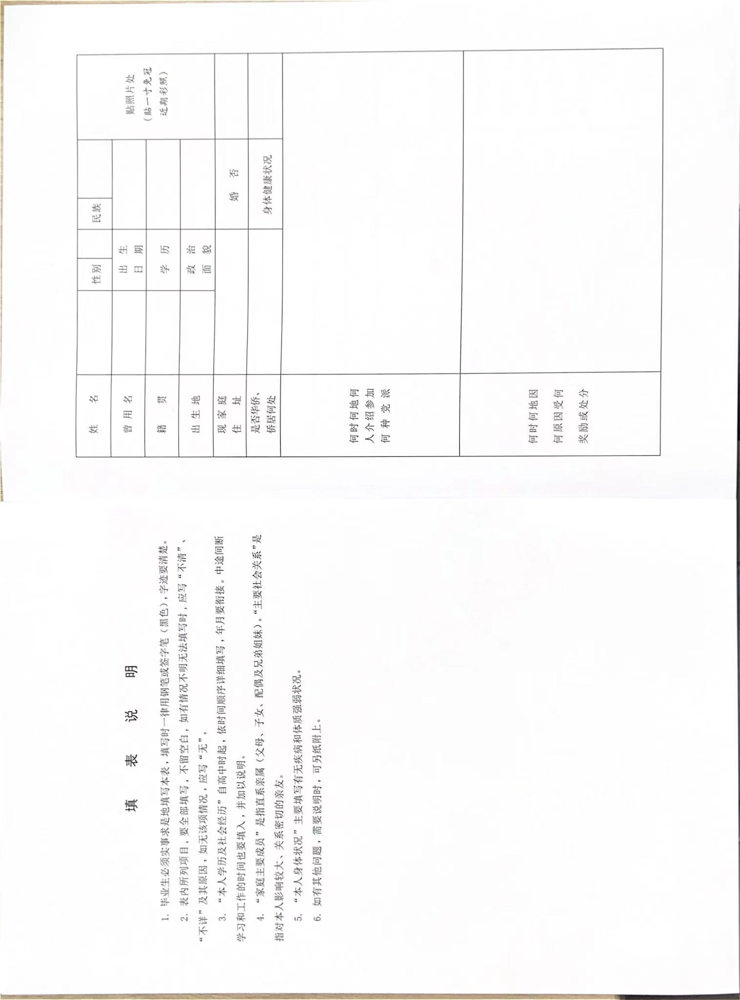 填 表 说 明
1. 毕业生必须实事求是地填写本表，填写时一律用钢笔或签字笔（黑色），字迹要清楚。
2. 表内所列项目，要全部填写，不留空白，如有情况不明无法填写时，应写“不清”、
“不详”及其原因，如无该项情况，应写“无”。
3. “本人学历及社会经历”自高中时起，依时间顺序详细填写，年月要衔接。中途间断
学习和工作的时间也要填入，并加以说明。
4. “家庭主要成员”是指直系亲属（父母、子女、配偶及兄弟姐妹）。“主要社会关系”是
指对本人影响较大、关系密切的亲友。
5. “本人身体状况”主要填写有无疾病和体质强弱状况。
6. 如有其他问题，需要说明时，可另纸附上。
姓 名 性别 民族
贴照片处
（贴一寸免冠
近期彩照）
曾 用 名 出 生
日 期
籍 贯 学 历
出 生 地 政 治
面 貌
现 家 庭
住 址
婚 否
是否华侨、
侨居何处
身体健康状况
何时何地何
人介绍参加
何 种 党 派
何时何地因
何原因受何
奖励或处分